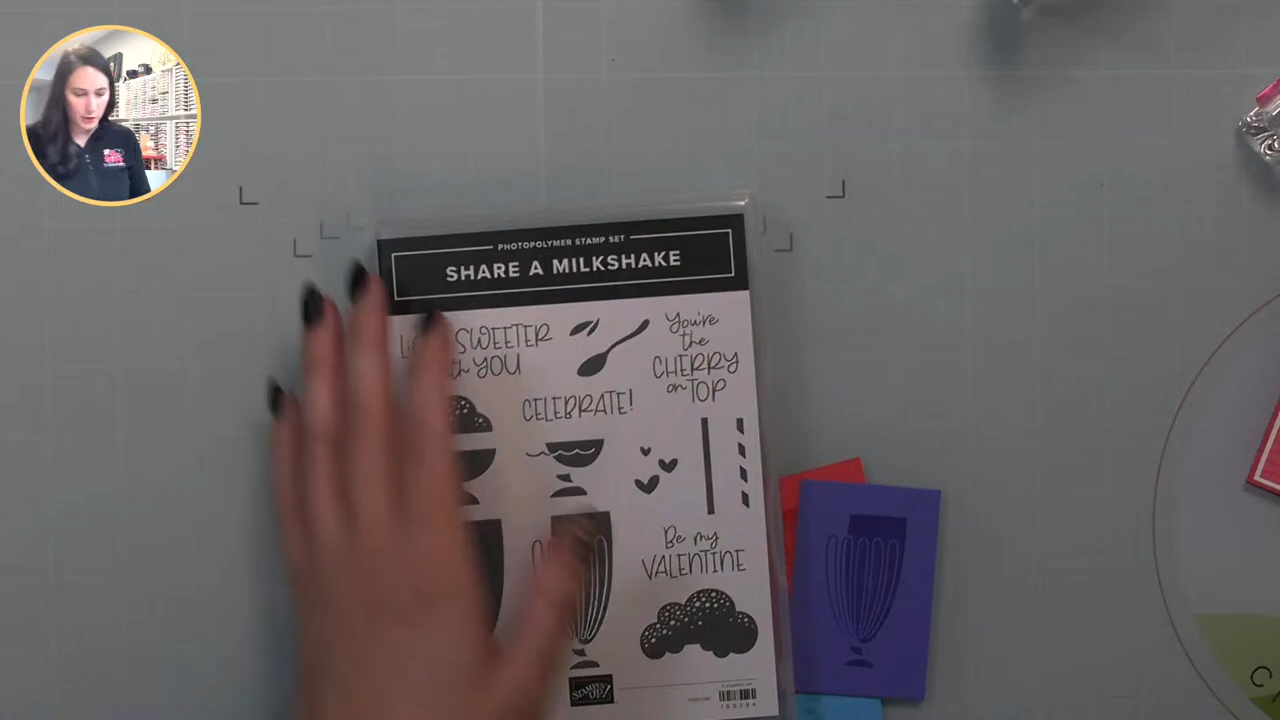 PHOTOPOLYMER STAMP SET
SHARE A MILKSHAKE
SWEETER
YOU
You're
the
CHERRY
on TOP
CELEBRATE!
Be my
VALENTINE
STAMPIN' UP!